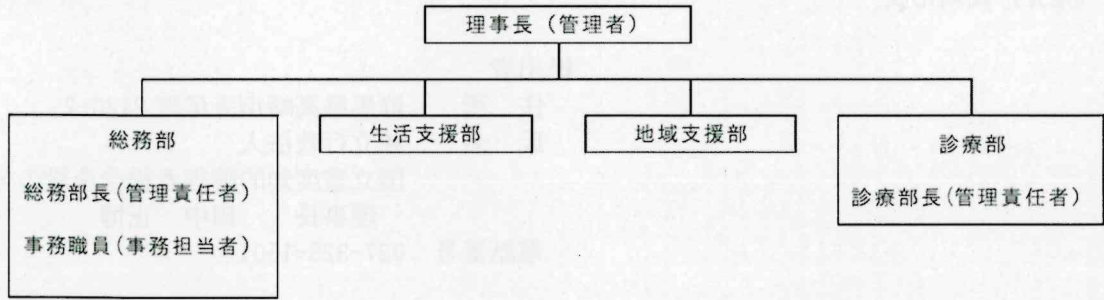 理事長（管理者）
総務部
総務部長(管理責任者)
事務職員(事務担当者)
生活支援部
地域支援部
診療部
診療部長(管理責任者)